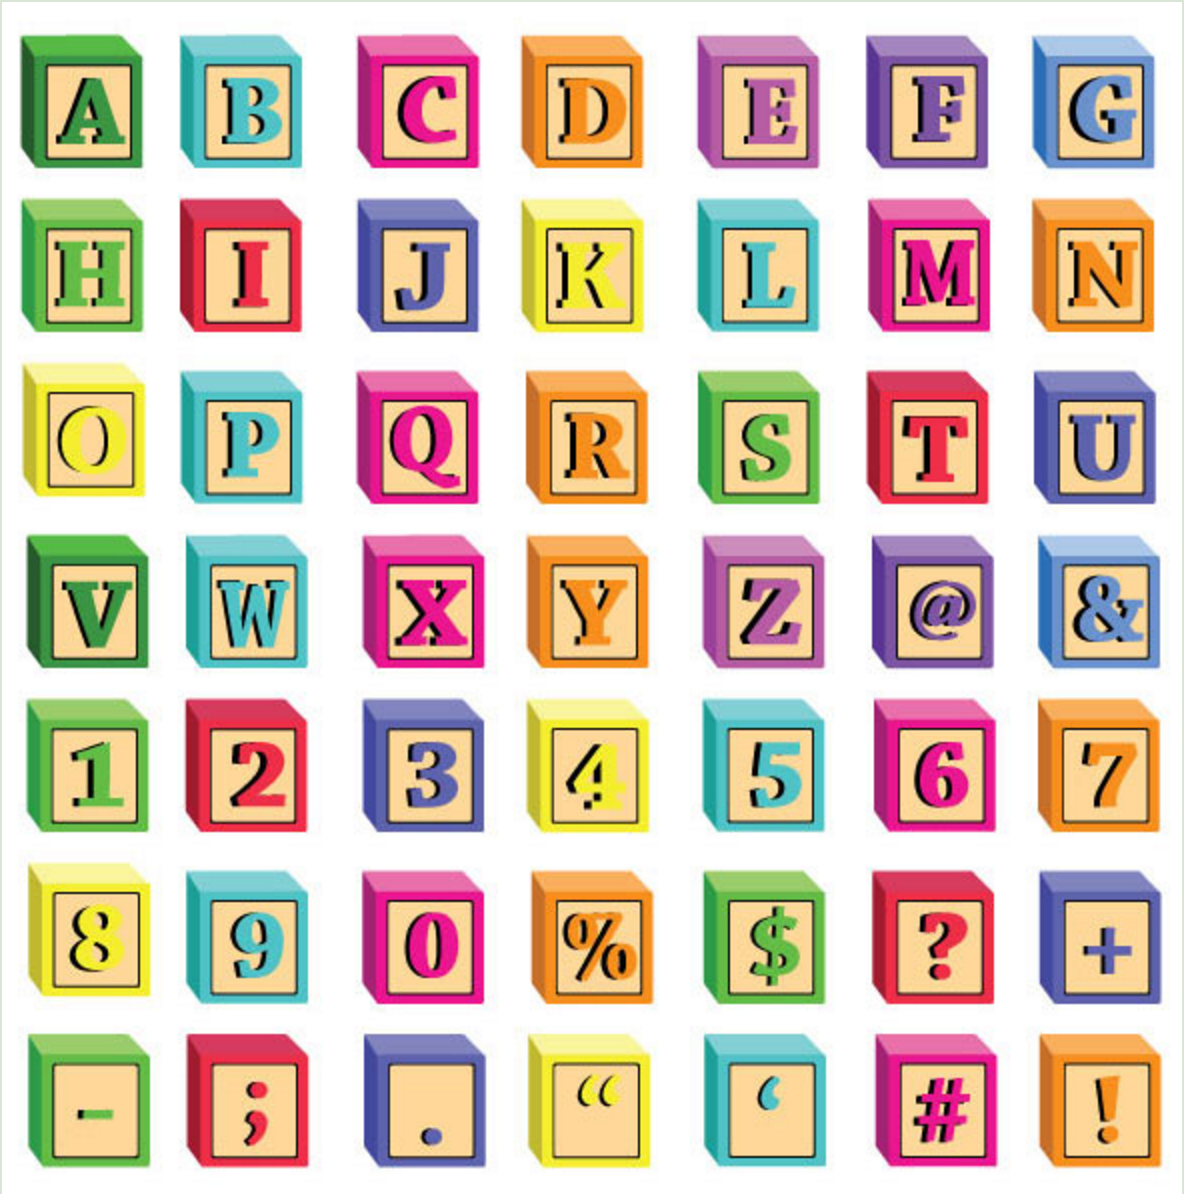 A B C D E F G
H I J K L M N
O P Q R S T U
V W X Y Z @ &
1 2 3 4 5 6 7
8 9 0 % $ ? +
- ; . “ ‘ # !